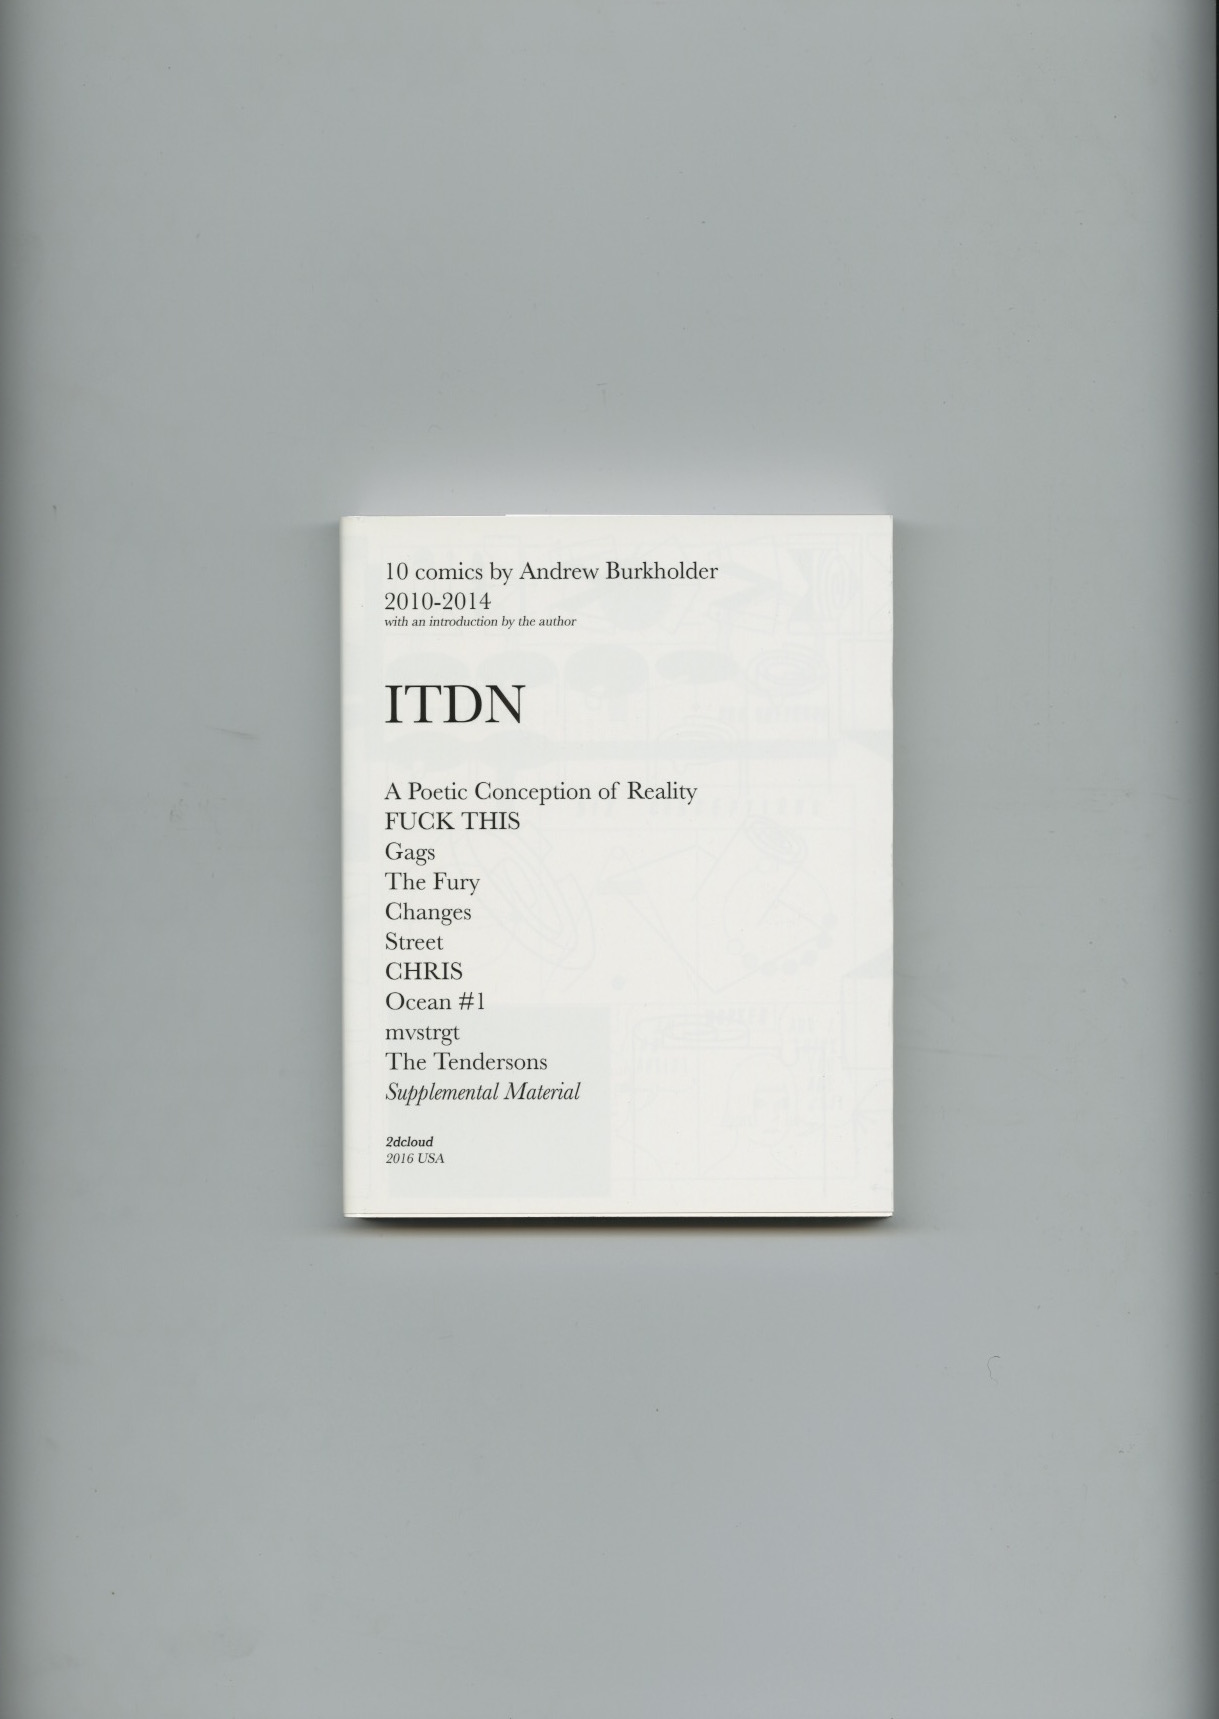 10 comics by Andrew Burkholder
2010-2014
with an introduction by the author
ITDN
A Poetic Conception of Reality
FUCK THIS
Gags
The Fury
Changes
Street
CHRIS
Ocean #1
mvstrgt
The Tendersons
Supplemental Material
2dcloud
2016 USA